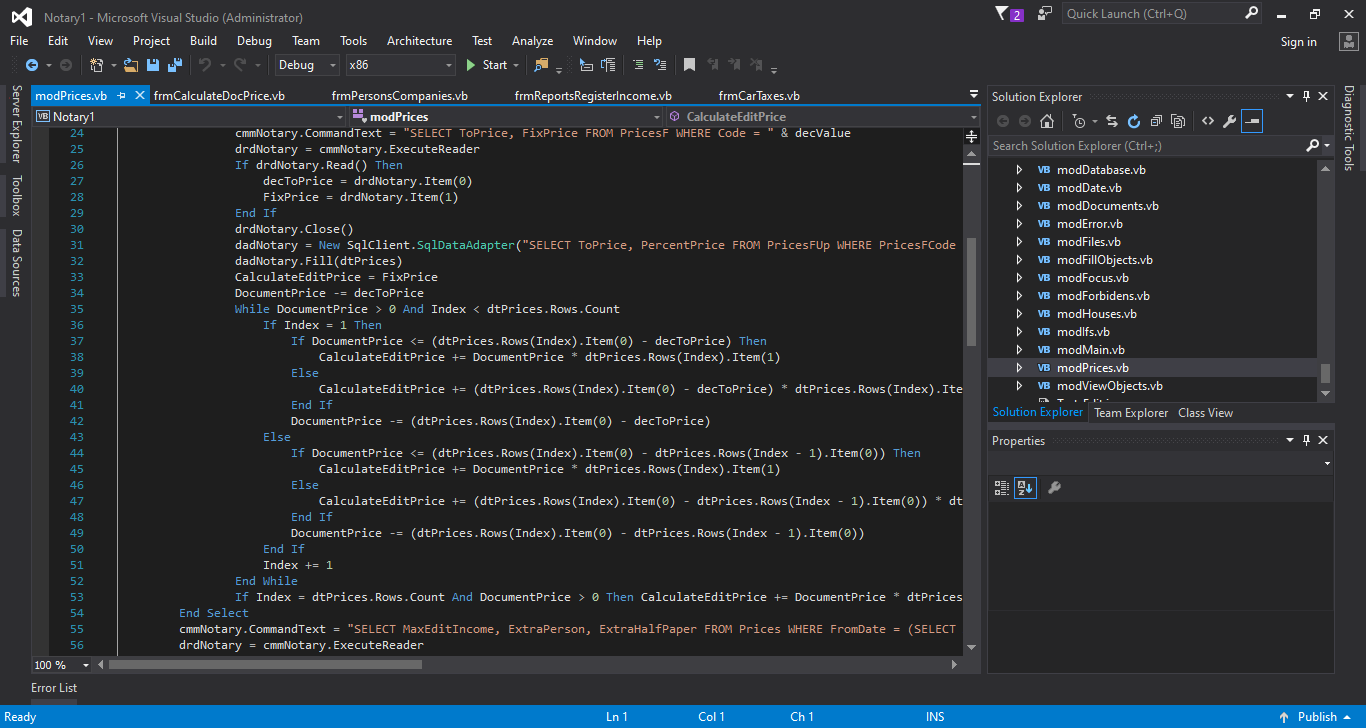 Notary1 - Microsoft Visual Studio (Administrator)
2
Quick Launch (Ctrl+Q)
File Edit View Project Build Debug Team Tools Architecture Test Analyze Window Help
Sign in
Debug x86 Start
Server Explorer
Toolbox
Data Sources
modPrices.vb frmCalculateDocPrice.vb frmPersonsCompanies.vb frmReportsRegisterIncome.vb frmCarTaxes.vb
VB Notary1 modPrices CalculateEditPrice
24 cmmNotary.CommandText = "SELECT ToPrice, FixPrice FROM PricesF WHERE Code = " & decValue
25 drdNotary = cmmNotary.ExecuteReader
26 If drdNotary.Read() Then
27 decToPrice = drdNotary.Item(0)
28 FixPrice = drdNotary.Item(1)
29 End If
30 drdNotary.Close()
31 dadNotary = New SqlClient.SqlDataAdapter("SELECT ToPrice, PercentPrice FROM PricesFUp WHERE PricesFCode
32 dadNotary.Fill(dtPrices)
33 CalculateEditPrice = FixPrice
34 DocumentPrice -= decToPrice
35 While DocumentPrice > 0 And Index < dtPrices.Rows.Count
36 If Index = 1 Then
37 If DocumentPrice <= (dtPrices.Rows(Index).Item(0) - decToPrice) Then
38 CalculateEditPrice += DocumentPrice * dtPrices.Rows(Index).Item(1)
39 Else
40 CalculateEditPrice += (dtPrices.Rows(Index).Item(0) - decToPrice) * dtPrices.Rows(Index).Ite
41 End If
42 DocumentPrice -= (dtPrices.Rows(Index).Item(0) - decToPrice)
43 Else
44 If DocumentPrice <= (dtPrices.Rows(Index).Item(0) - dtPrices.Rows(Index - 1).Item(0)) Then
45 CalculateEditPrice += DocumentPrice * dtPrices.Rows(Index).Item(1)
46 Else
47 CalculateEditPrice += (dtPrices.Rows(Index).Item(0) - dtPrices.Rows(Index - 1).Item(0)) * dt
48 End If
49 DocumentPrice -= (dtPrices.Rows(Index).Item(0) - dtPrices.Rows(Index - 1).Item(0))
50 End If
51 Index += 1
52 End While
53 If Index = dtPrices.Rows.Count And DocumentPrice > 0 Then CalculateEditPrice += DocumentPrice * dtPrices
54 End Select
55 cmmNotary.CommandText = "SELECT MaxEditIncome, ExtraPerson, ExtraHalfPaper FROM Prices WHERE FromDate = (SELECT
56 drdNotary = cmmNotary.ExecuteReader
100 %
Solution Explorer
Search Solution Explorer (Ctrl+;)
VB modDatabase.vb
VB modDate.vb
VB modDocuments.vb
VB modError.vb
VB modFiles.vb
VB modFillObjects.vb
VB modFocus.vb
VB modForbidens.vb
VB modHouses.vb
VB modIfs.vb
VB modMain.vb
VB modPrices.vb
VB modViewObjects.vb
Solution Explorer Team Explorer Class View
Properties
Diagnostic Tools
Error List
Ready Ln 1 Col 1 Ch 1 INS Publish